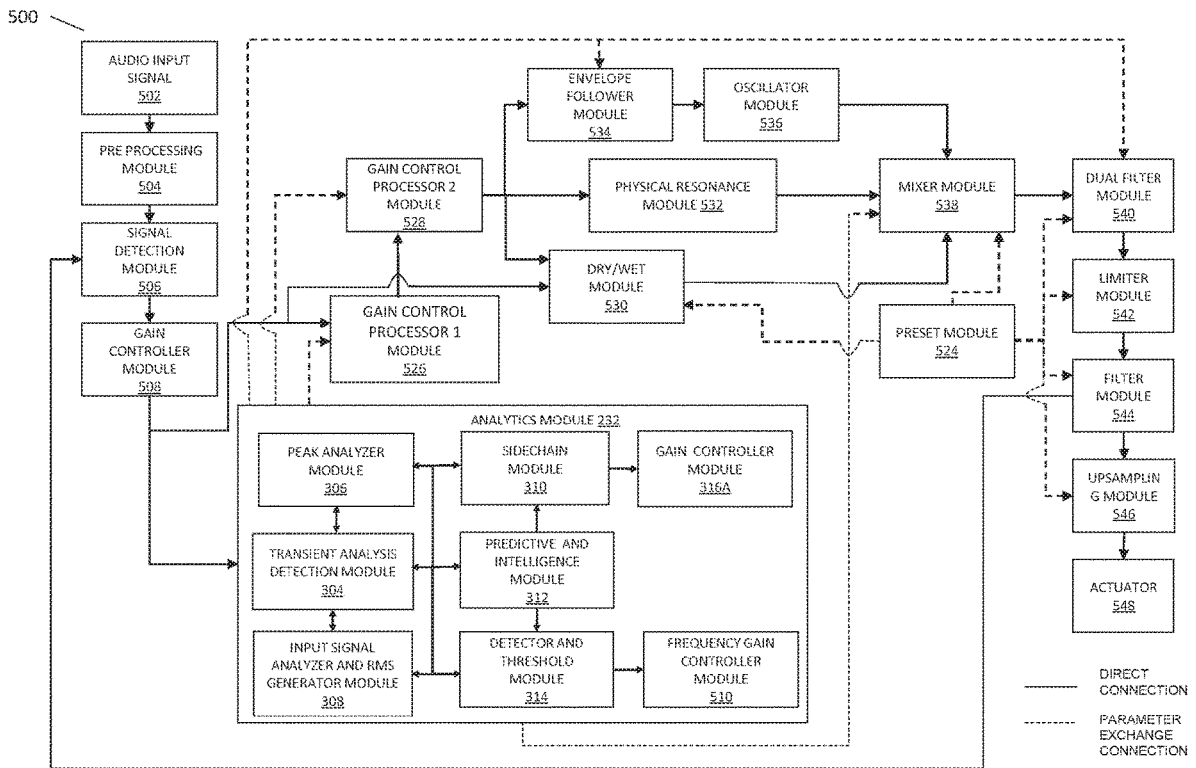 500
AUDIO INPUT
SIGNAL
502
PRE PROCESSING
MODULE
504
SIGNAL
DETECTION
MODULE
506
GAIN
CONTROLLER
MODULE
508
GAIN CONTROL
PROCESSOR 2
MODULE
528
GAIN CONTROL
PROCESSOR 1
MODULE
526
ENVELOPE
FOLLOWER
MODULE
534
OSCILLATOR
MODULE
536
PHYSICAL RESONANCE
MODULE 532
DRY/WET
MODULE
530
MIXER MODULE
538
PRESET MODULE
524
DUAL FILTER
MODULE
540
LIMITER
MODULE
542
FILTER
MODULE
544
UPSAMPLIN
G MODULE
546
ACTUATOR
548
ANALYTICS MODULE 232
PEAK ANALYZER
MODULE
306
SIDECHAIN
MODULE
310
GAIN CONTROLLER
MODULE
316A
TRANSIENT ANALYSIS
DETECTION MODULE
304
PREDICTIVE AND
INTELLIGENCE
MODULE
312
INPUT SIGNAL
ANALYZER AND RMS
GENERATOR MODULE
308
DETECTOR AND
THRESHOLD
MODULE
314
FREQUENCY GAIN
CONTROLLER
MODULE
510
DIRECT
CONNECTION
PARAMETER
EXCHANGE
CONNECTION